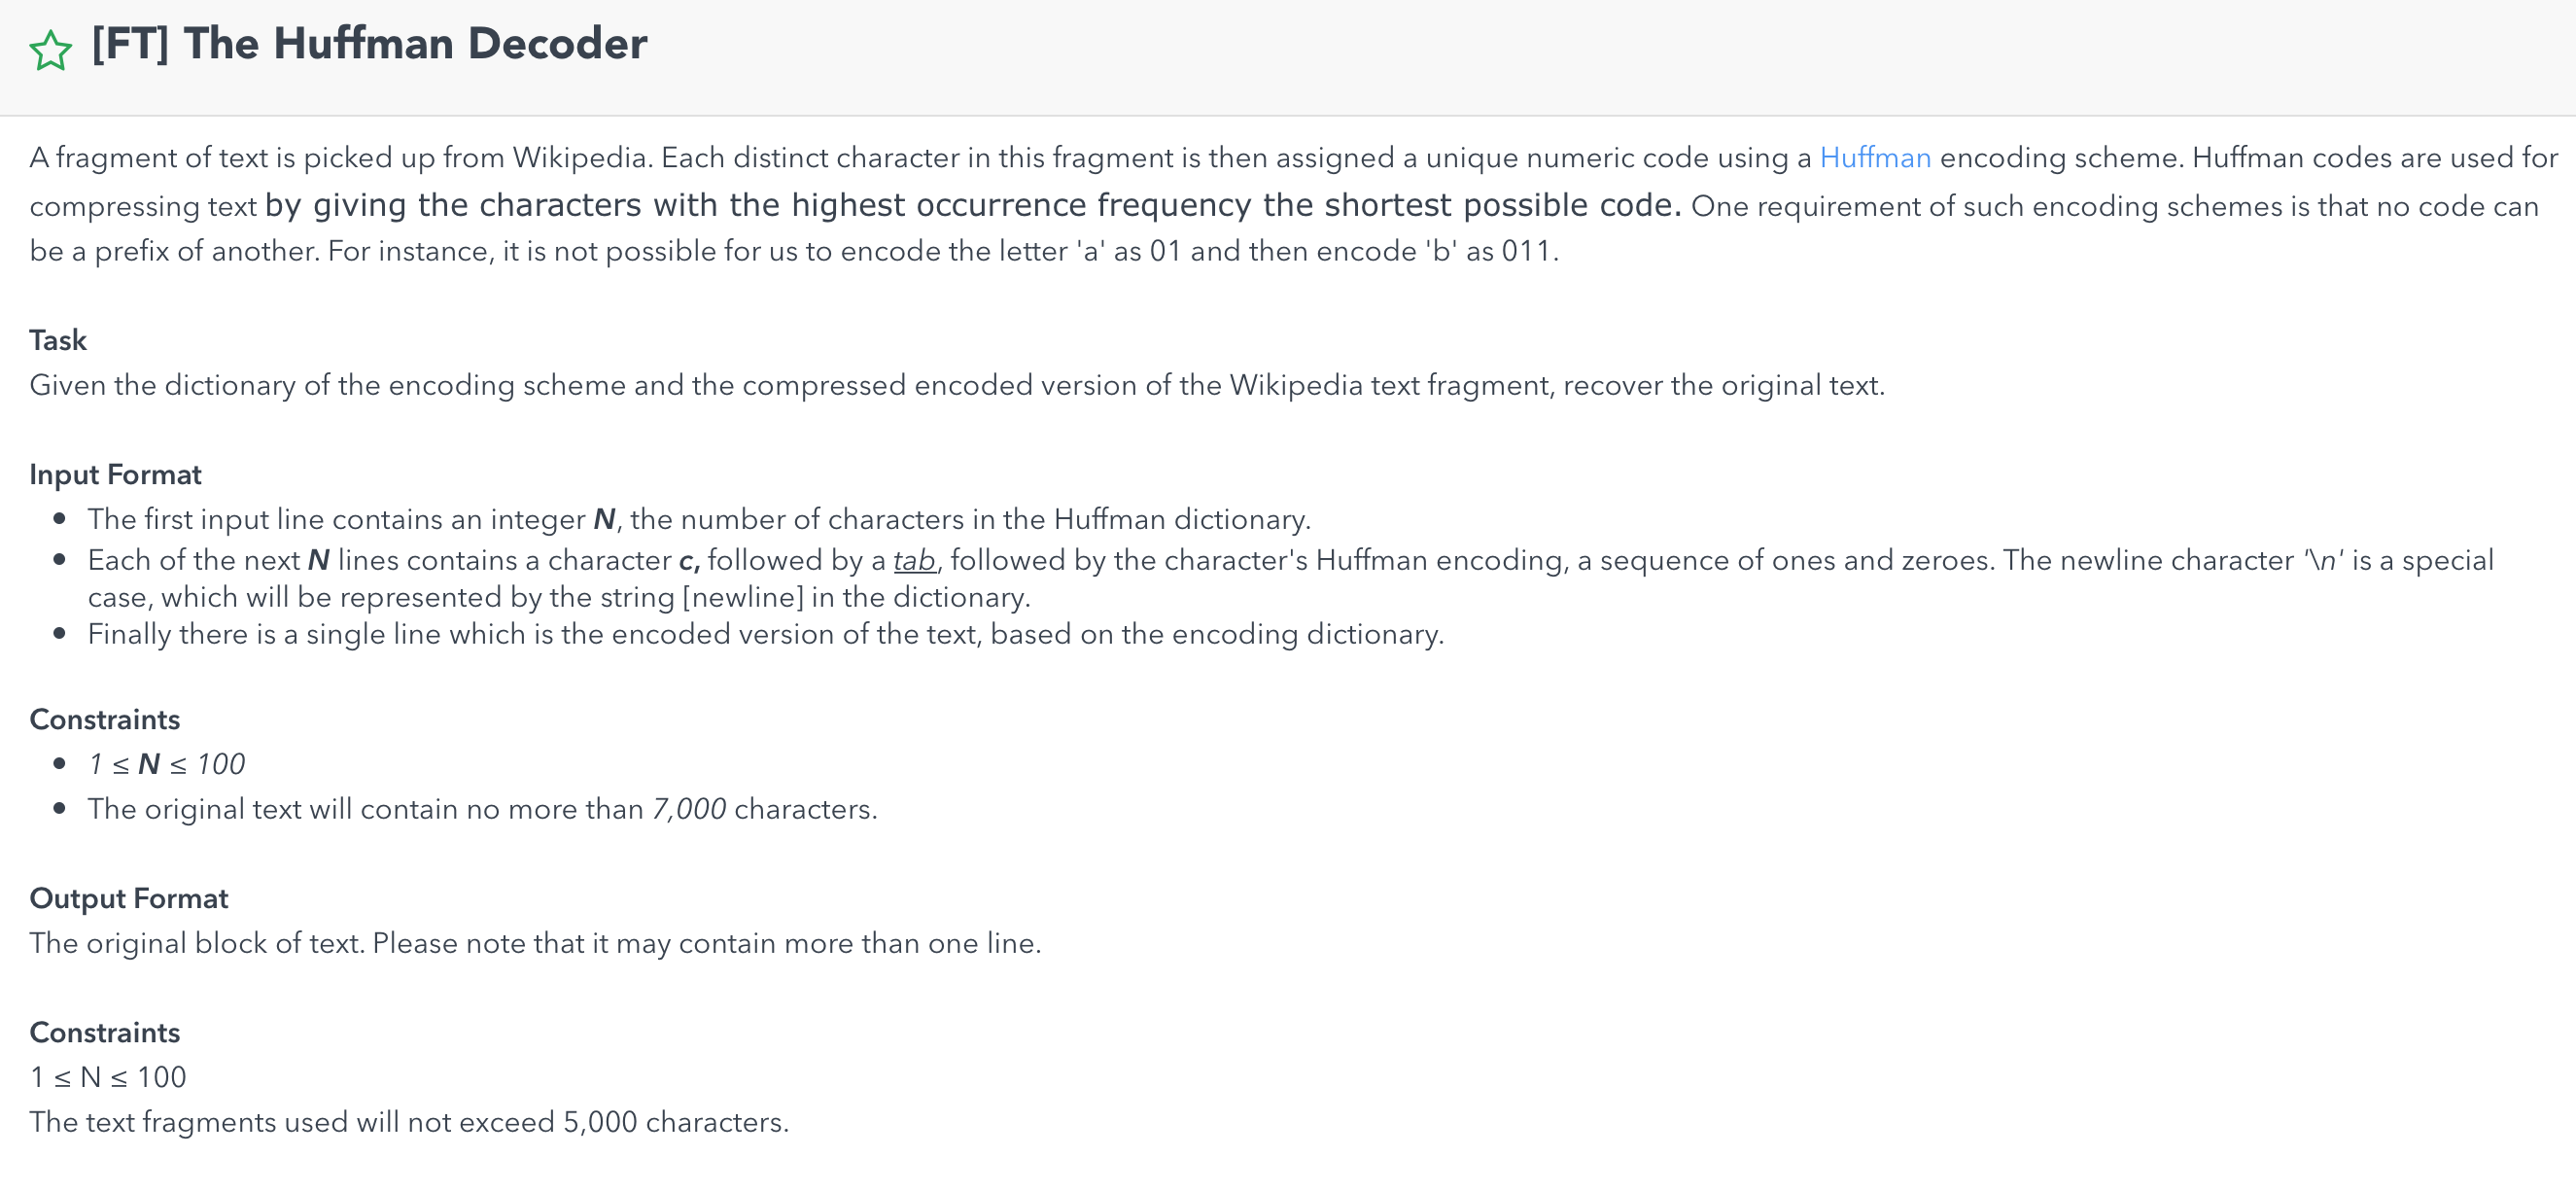 [FT] The Huffman Decoder
A fragment of text is picked up from Wikipedia. Each distinct character in this fragment is then assigned a unique numeric code using a Huffman encoding scheme. Huffman codes are used for
compressing text by giving the characters with the highest occurrence frequency the shortest possible code. One requirement of such encoding schemes is that no code can
be a prefix of another. For instance, it is not possible for us to encode the letter 'a' as 01 and then encode 'b' as 011.
Task
Given the dictionary of the encoding scheme and the compressed encoded version of the Wikipedia text fragment, recover the original text.
Input Format
● The first input line contains an integer N, the number of characters in the Huffman dictionary.
● Each of the next N lines contains a character c, followed by a tab, followed by the character's Huffman encoding, a sequence of ones and zeroes. The newline character '\n' is a special
case, which will be represented by the string [newline] in the dictionary.
● Finally there is a single line which is the encoded version of the text, based on the encoding dictionary.
Constraints
● 1 ≤ N ≤ 100
● The original text will contain no more than 7,000 characters.
Output Format
The original block of text. Please note that it may contain more than one line.
Constraints
1 ≤ N ≤ 100
The text fragments used will not exceed 5,000 characters.